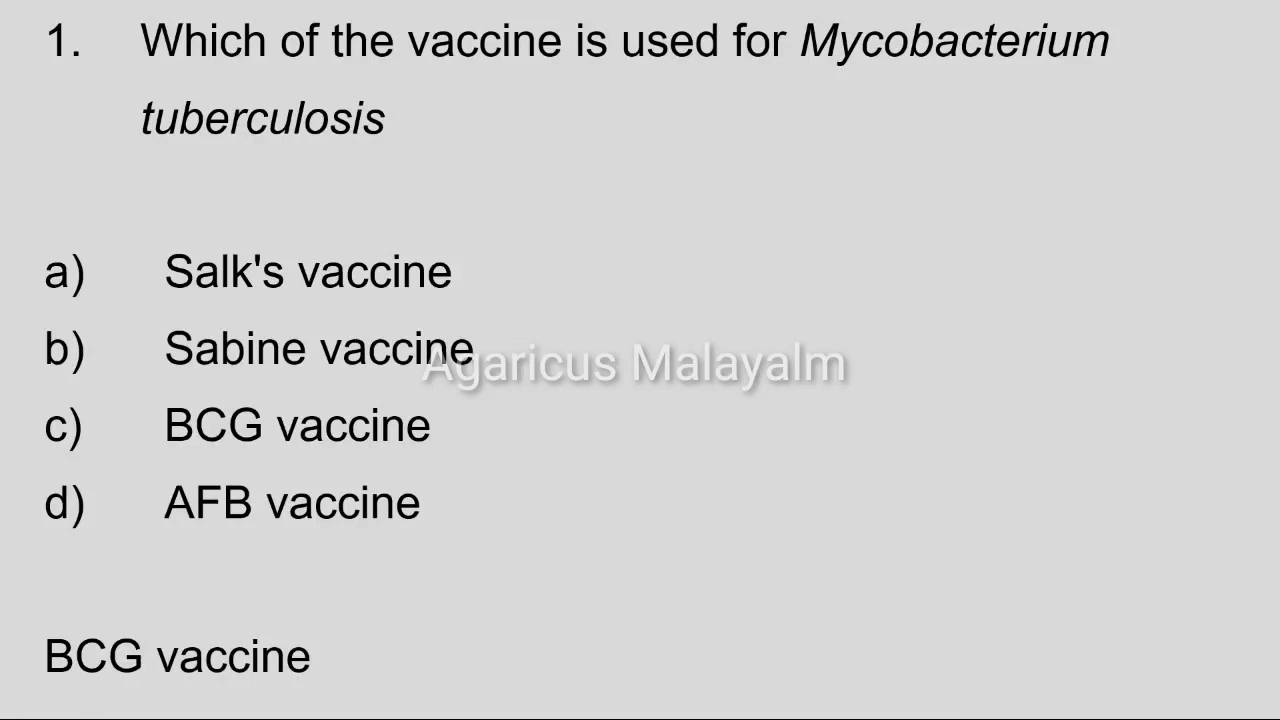 1. Which of the vaccine is used for Mycobacterium
tuberculosis
a) Salk's vaccine
b) Sabine vaccine
Agaricus Malayalm
c) BCG vaccine
d) AFB vaccine
BCG vaccine